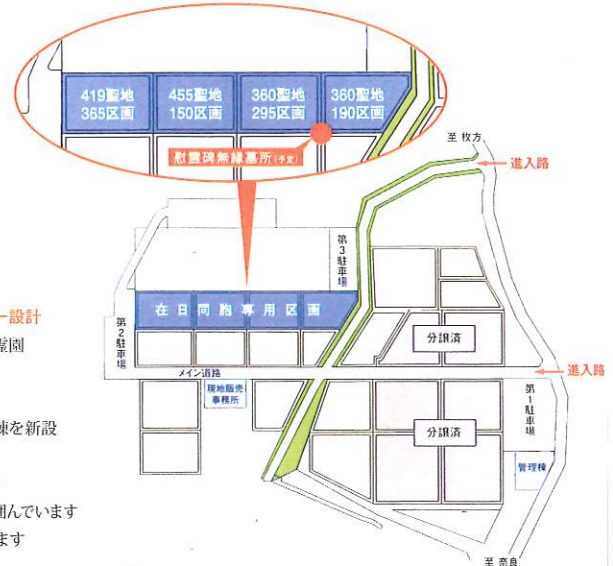 419聖地
365区画
455聖地
150区画
360聖地
295区画
360聖地
190区画
慰霊碑無縁墓所(予定)
至 枚方
進入路
第3駐車場
在日同胞専用区画
第2駐車場
分譲済
メイン道路
進入路
現地販売
事務所
第1駐車場
分譲済
管理棟
至 奈良
ー設計
霊園
棟を新設
囲んでいます
ます